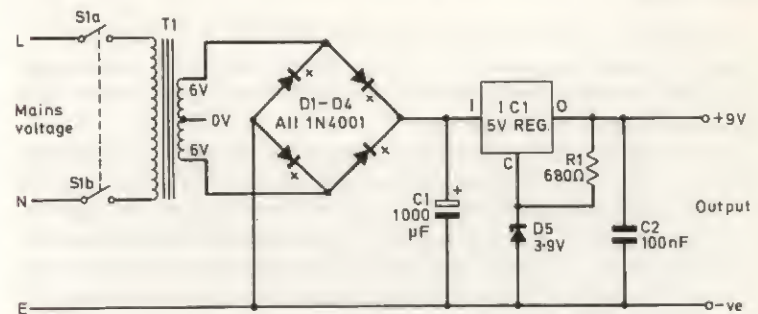 S1a
T1
L
Mains
voltage
N
S1b
E
6V
0V
6V
D1-D4
All 1N4001
x
x
x
x
I
IC1
5V REG.
O
C
R1
680Ω
+
C1
1000
µF
D5
3·9V
C2
100nF
+9V
Output
-ve